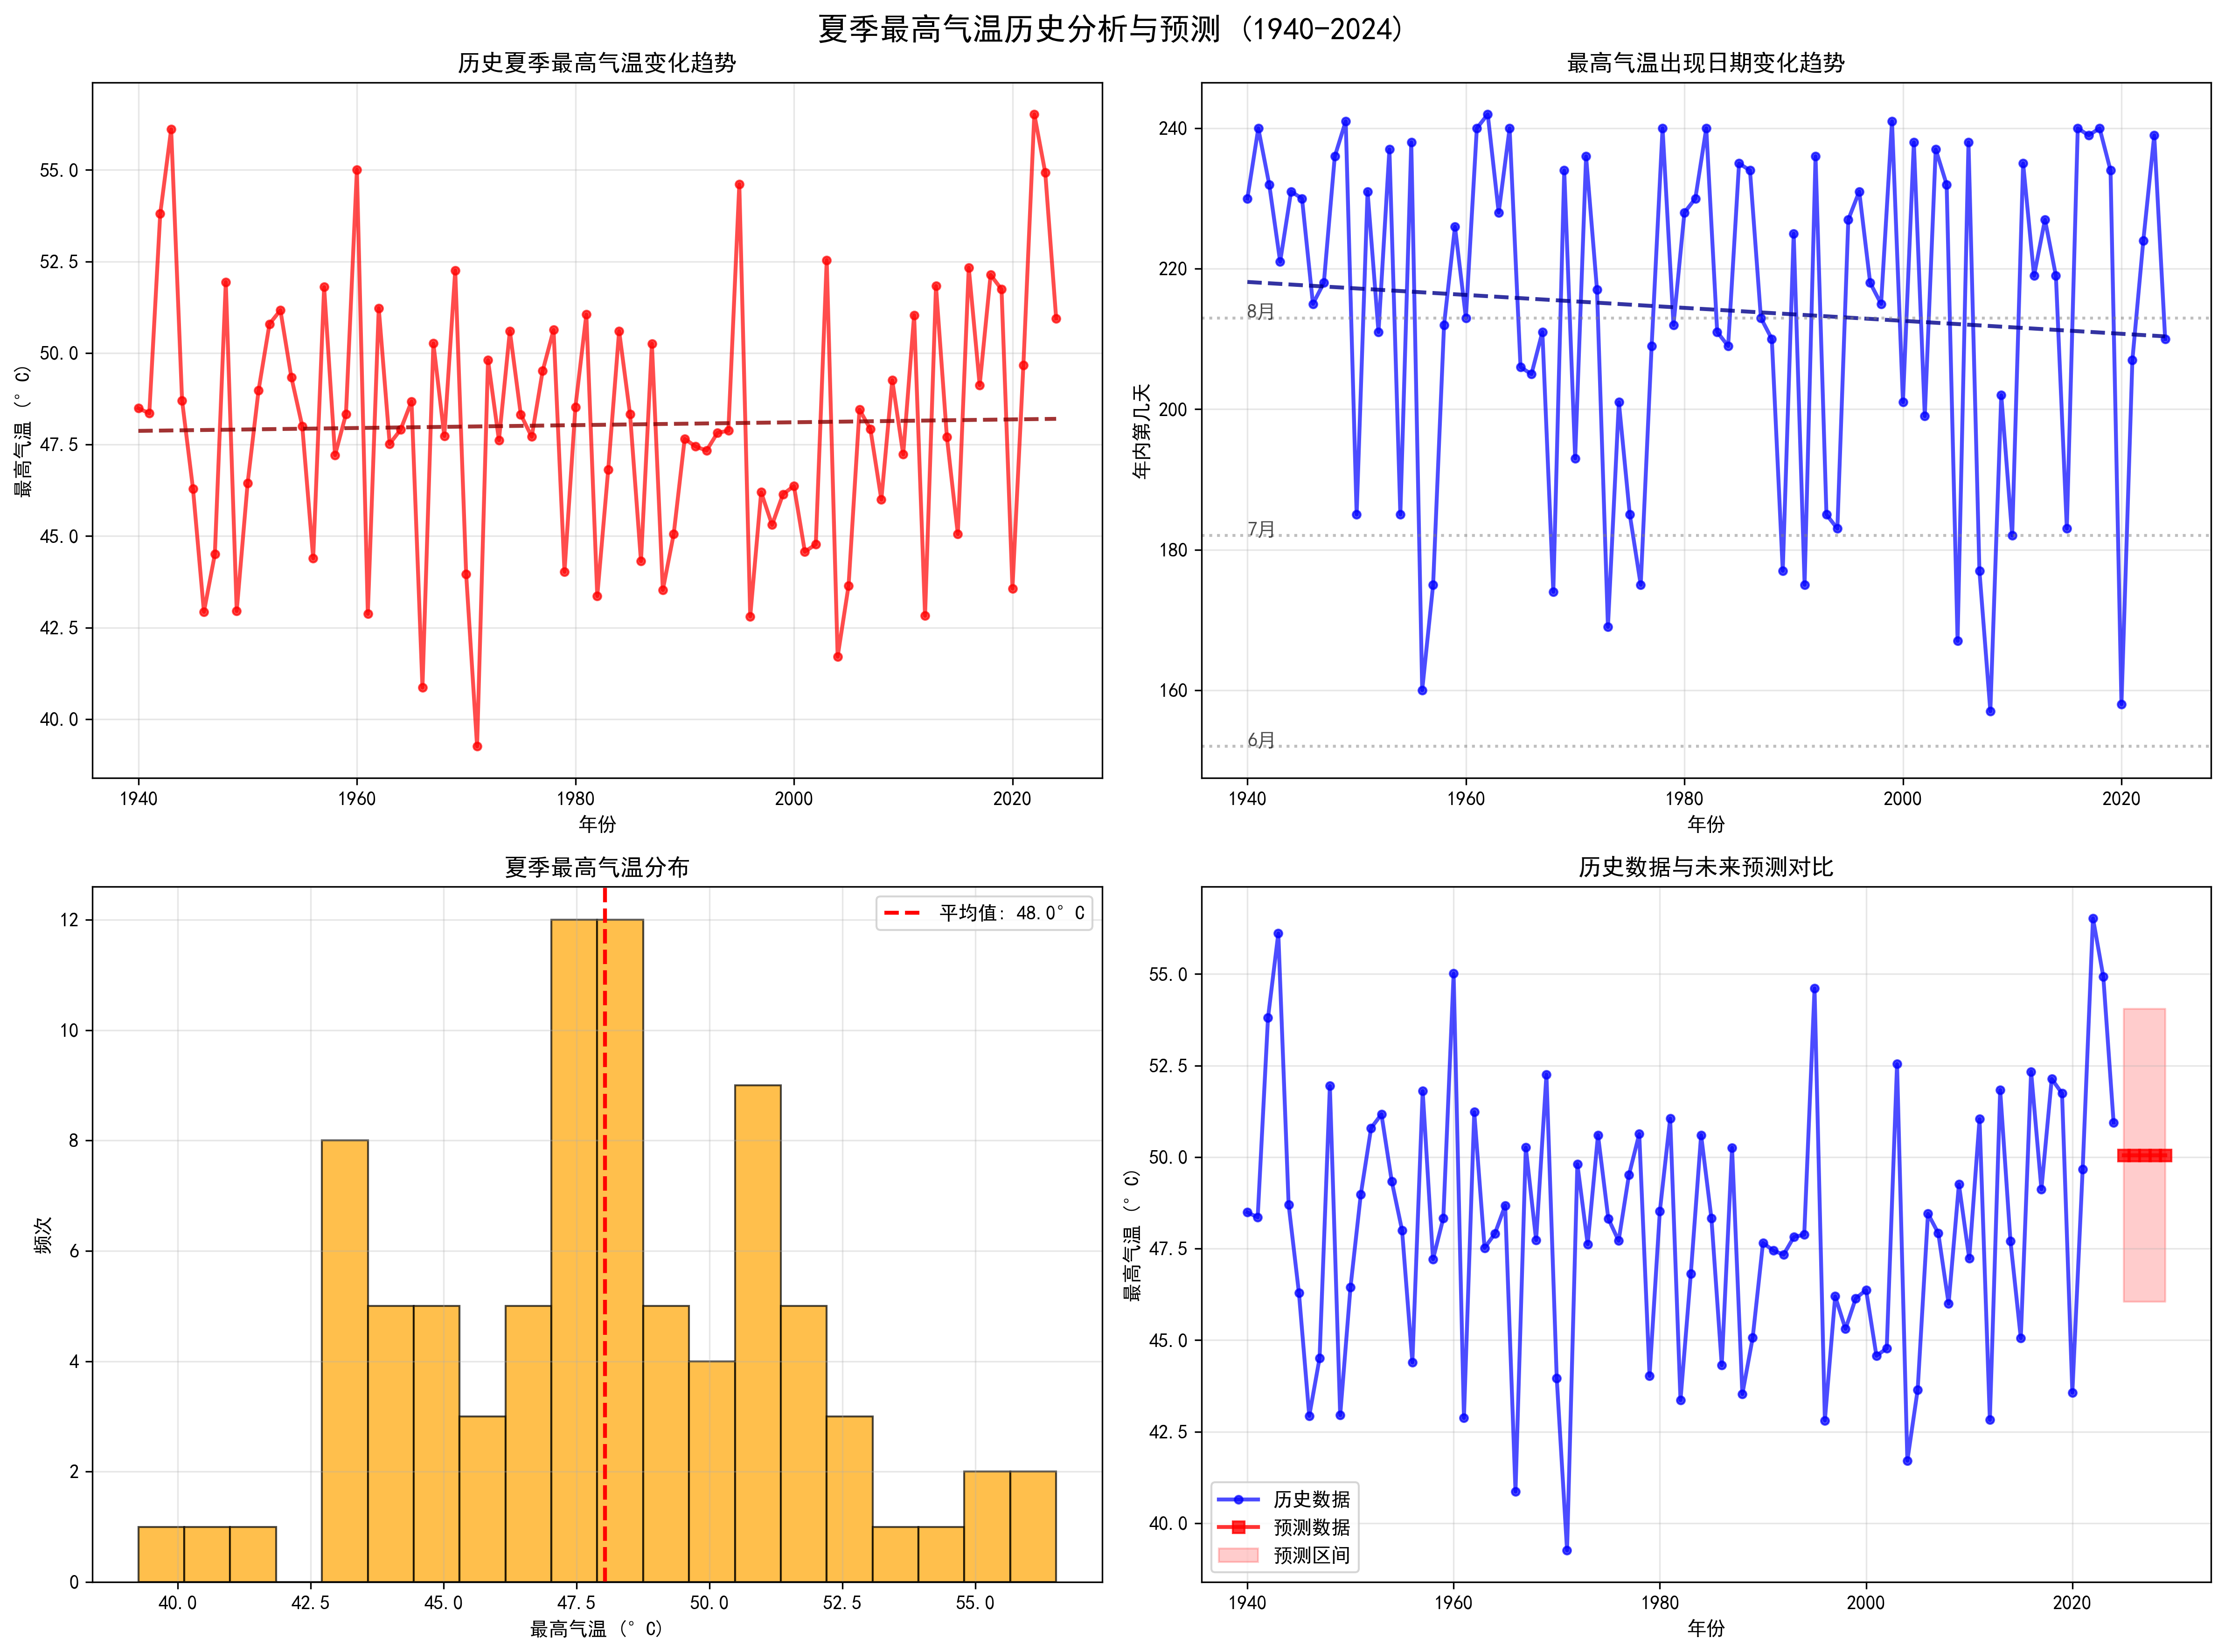 夏季最高气温历史分析与预测 (1940-2024)
历史夏季最高气温变化趋势
最高气温 (°C)
55.0
52.5
50.0
47.5
45.0
42.5
40.0
1940
1960
1980
2000
2020
年份
最高气温出现日期变化趋势
年内第几天
240
220
200
180
160
8月
7月
6月
1940
1960
1980
2000
2020
年份
夏季最高气温分布
频次
12
10
8
6
4
2
0
平均值: 48.0°C
40.0
42.5
45.0
47.5
50.0
52.5
55.0
最高气温 (°C)
历史数据与未来预测对比
最高气温 (°C)
55.0
52.5
50.0
47.5
45.0
42.5
40.0
历史数据
预测数据
预测区间
1940
1960
1980
2000
2020
年份